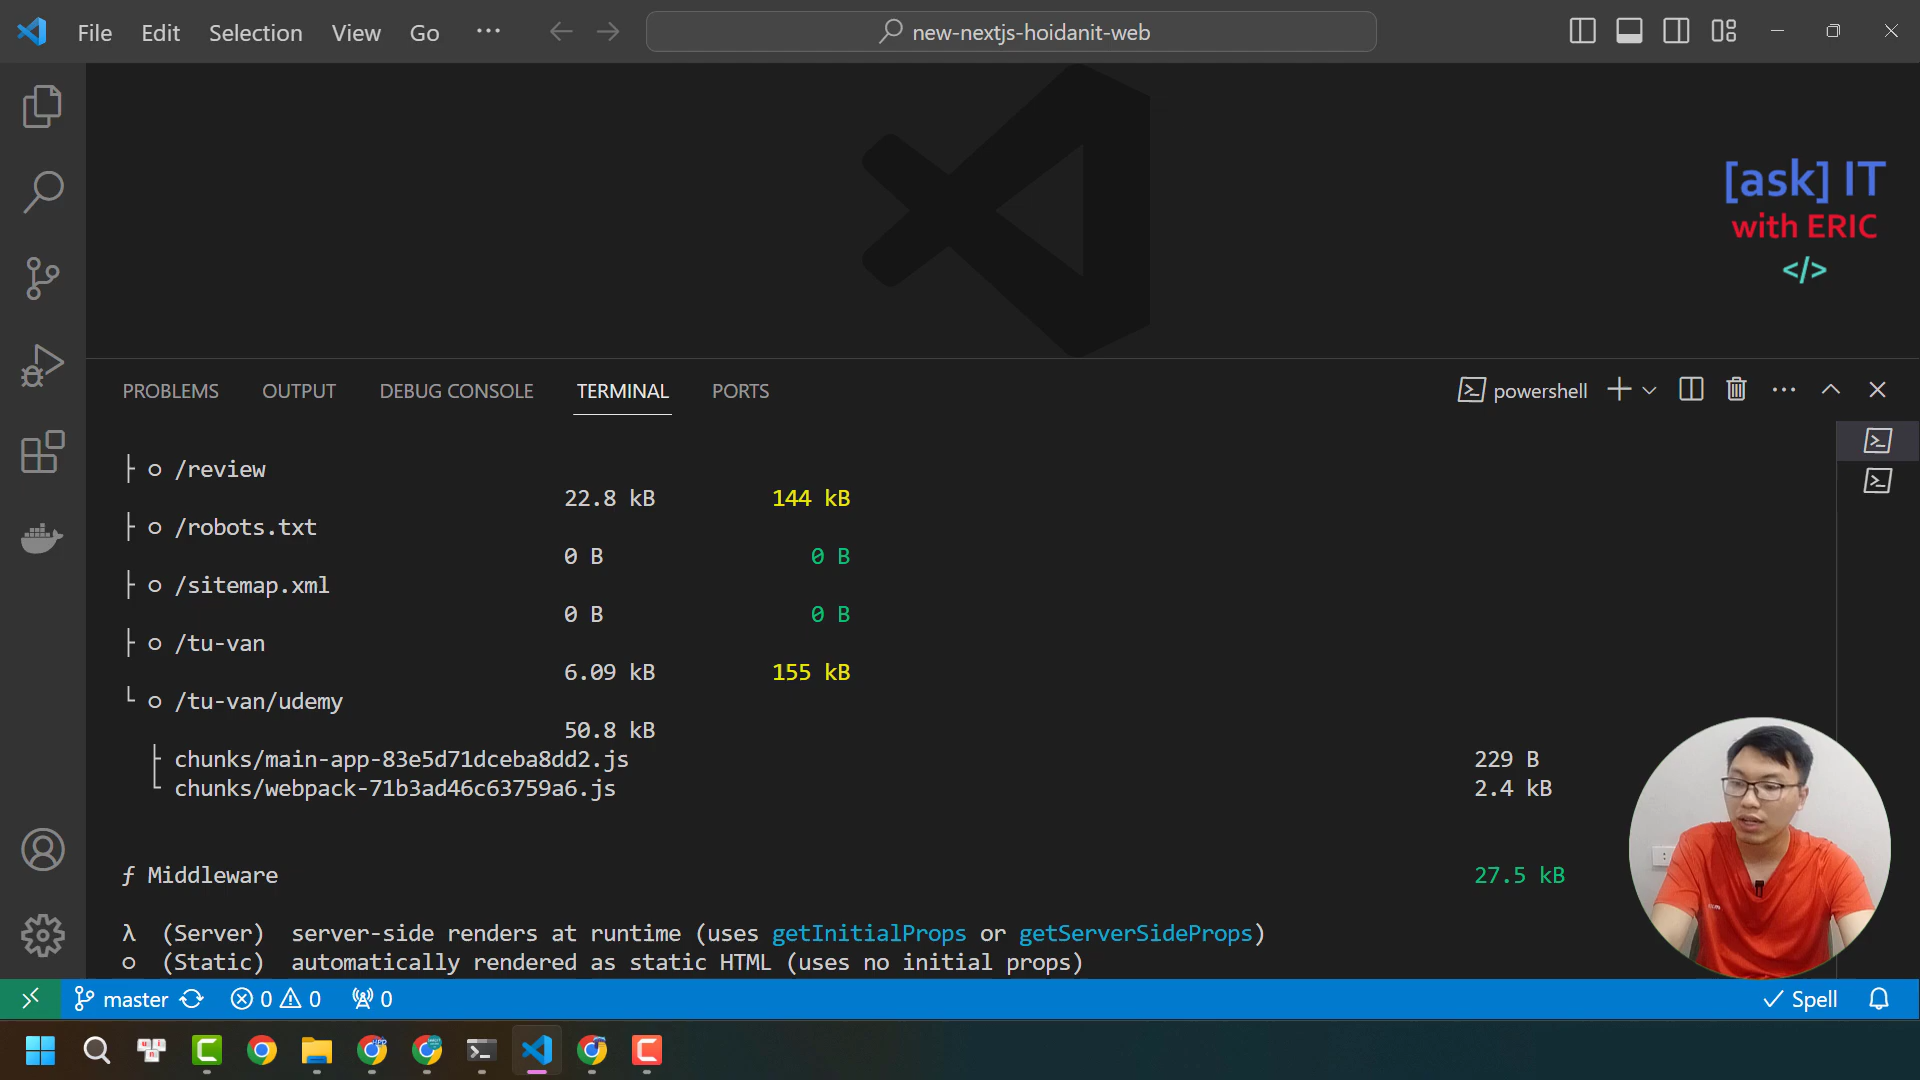 File Edit Selection View Go ···
new-nextjs-hoidanit-web
[ask] IT
with ERIC
</>
PROBLEMS OUTPUT DEBUG CONSOLE TERMINAL PORTS
powershell
├ ○ /review
22.8 kB 144 kB
├ ○ /robots.txt
0 B 0 B
├ ○ /sitemap.xml
0 B 0 B
├ ○ /tu-van
6.09 kB 155 kB
└ ○ /tu-van/udemy
50.8 kB
├ chunks/main-app-83e5d71dceba8dd2.js 229 B
└ chunks/webpack-71b3ad46c63759a6.js 2.4 kB
ƒ Middleware 27.5 kB
λ (Server) server-side renders at runtime (uses getInitialProps or getServerSideProps)
○ (Static) automatically rendered as static HTML (uses no initial props)
master 0 0 0 Spell